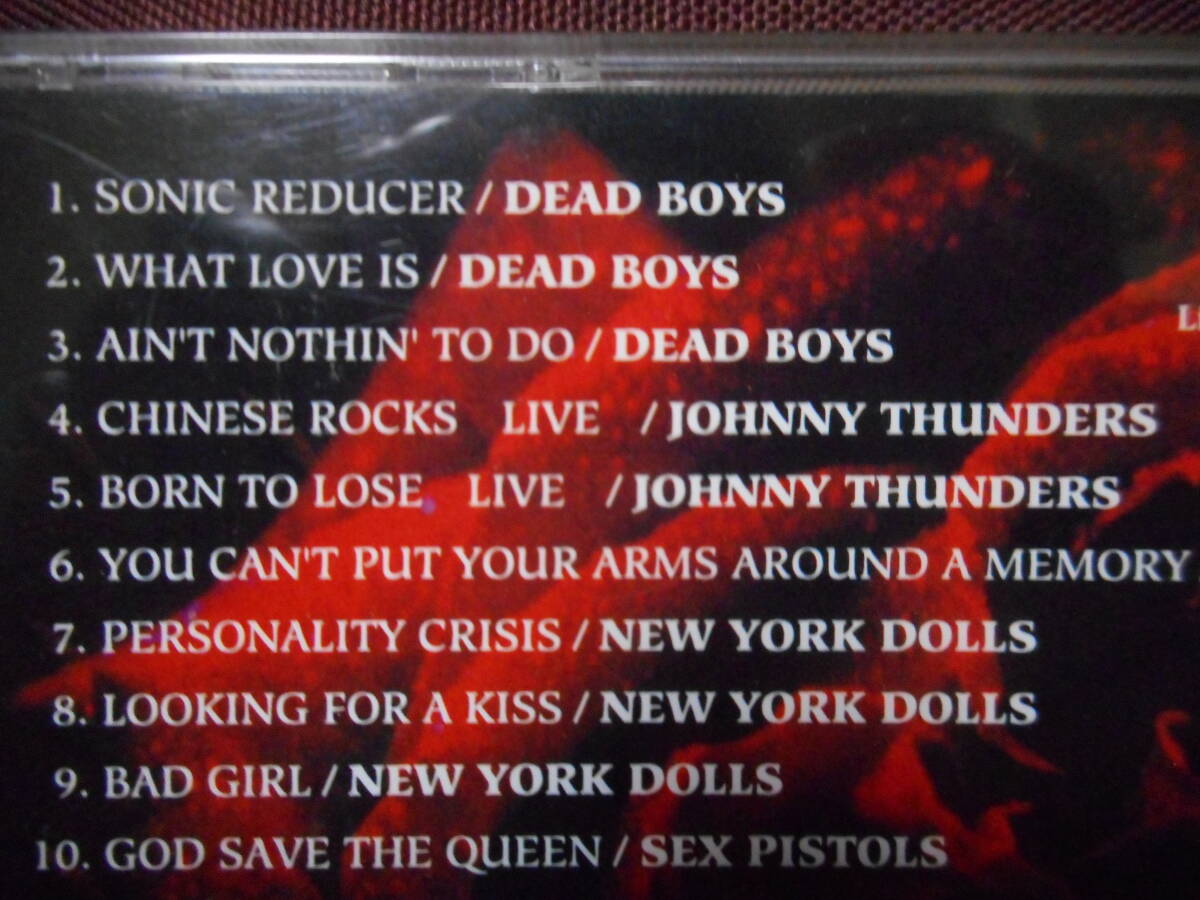 1. SONIC REDUCER / DEAD BOYS
2. WHAT LOVE IS / DEAD BOYS
3. AIN'T NOTHIN' TO DO / DEAD BOYS
4. CHINESE ROCKS LIVE / JOHNNY THUNDERS
5. BORN TO LOSE LIVE / JOHNNY THUNDERS
6. YOU CAN'T PUT YOUR ARMS AROUND A MEMORY
7. PERSONALITY CRISIS / NEW YORK DOLLS
8. LOOKING FOR A KISS / NEW YORK DOLLS
9. BAD GIRL / NEW YORK DOLLS
10. GOD SAVE THE QUEEN / SEX PISTOLS